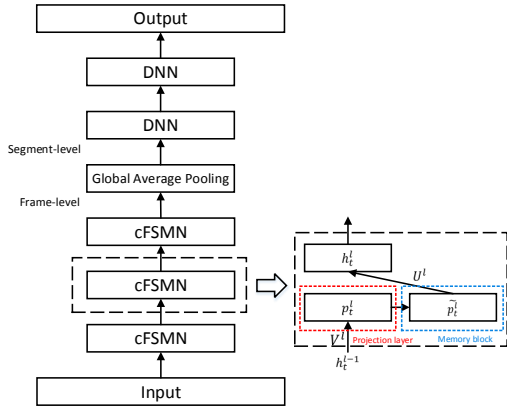 Output
DNN
DNN
Segment-level
Global Average Pooling
Frame-level
cFSMN
cFSMN
cFSMN
Input
h_t^l
U^l
p_t^l
\tilde{p}_t^l
V^l
Projection layer
Memory block
h_t^{l-1}